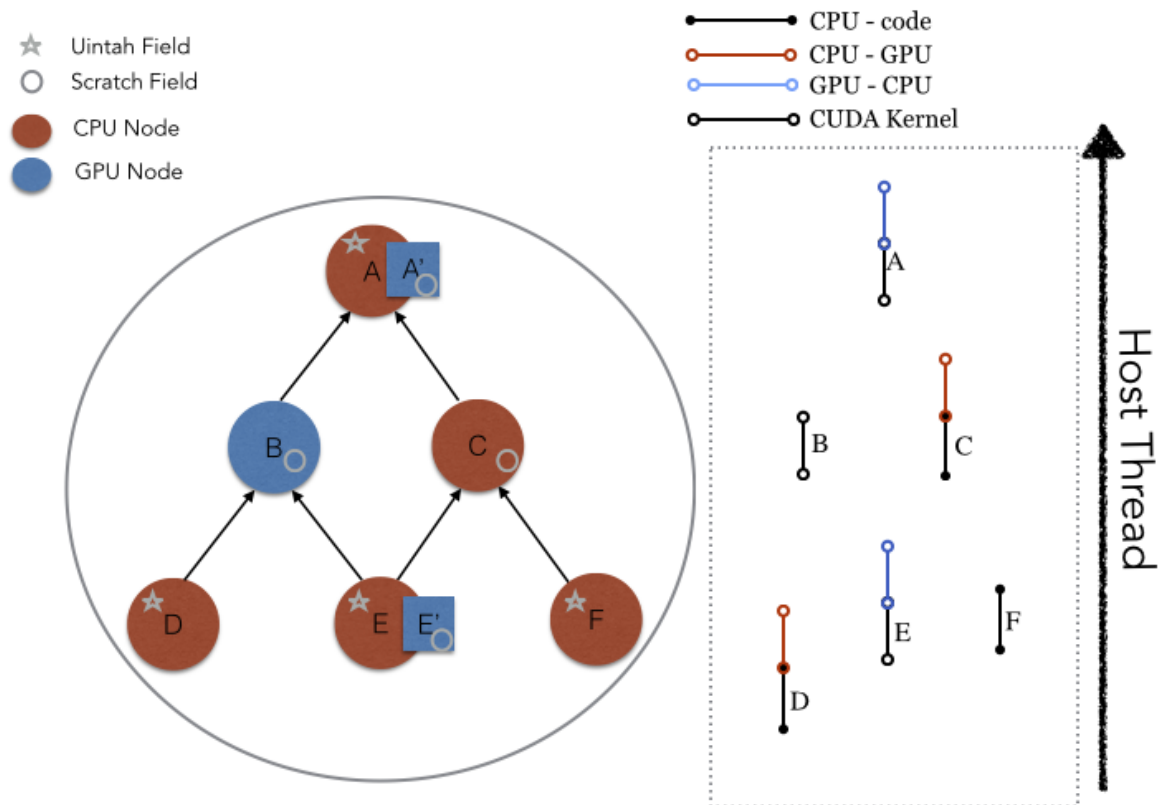 Uintah Field
Scratch Field
CPU Node
GPU Node
A
A'
B
C
D
E
E'
F
CPU - code
CPU - GPU
GPU - CPU
CUDA Kernel
A
B
C
E
F
D
Host Thread